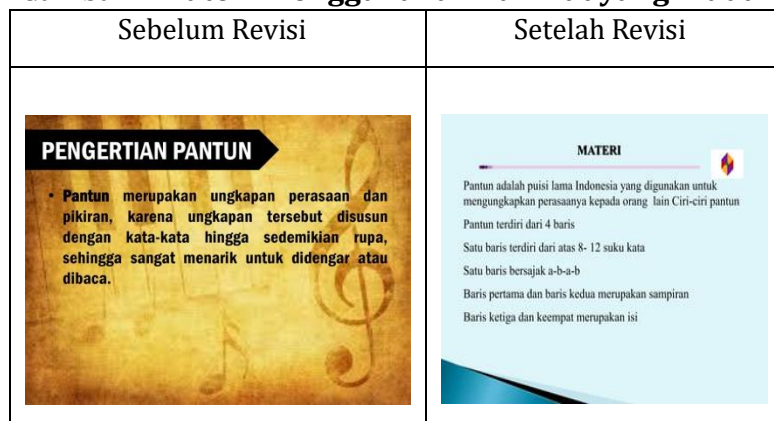 Sebelum Revisi
Setelah Revisi
PENGERTIAN PANTUN
• Pantun merupakan ungkapan perasaan dan
pikiran, karena ungkapan tersebut disusun
dengan kata-kata hingga sedemikian rupa,
sehingga sangat menarik untuk didengar atau
dibaca.
MATERI
Pantun adalah puisi lama Indonesia yang digunakan untuk
mengungkapkan perasaanya kepada orang lain Ciri-ciri pantun
Pantun terdiri dari 4 baris
Satu baris terdiri dari atas 8- 12 suku kata
Satu baris bersajak a-b-a-b
Baris pertama dan baris kedua merupakan sampiran
Baris ketiga dan keempat merupakan isi